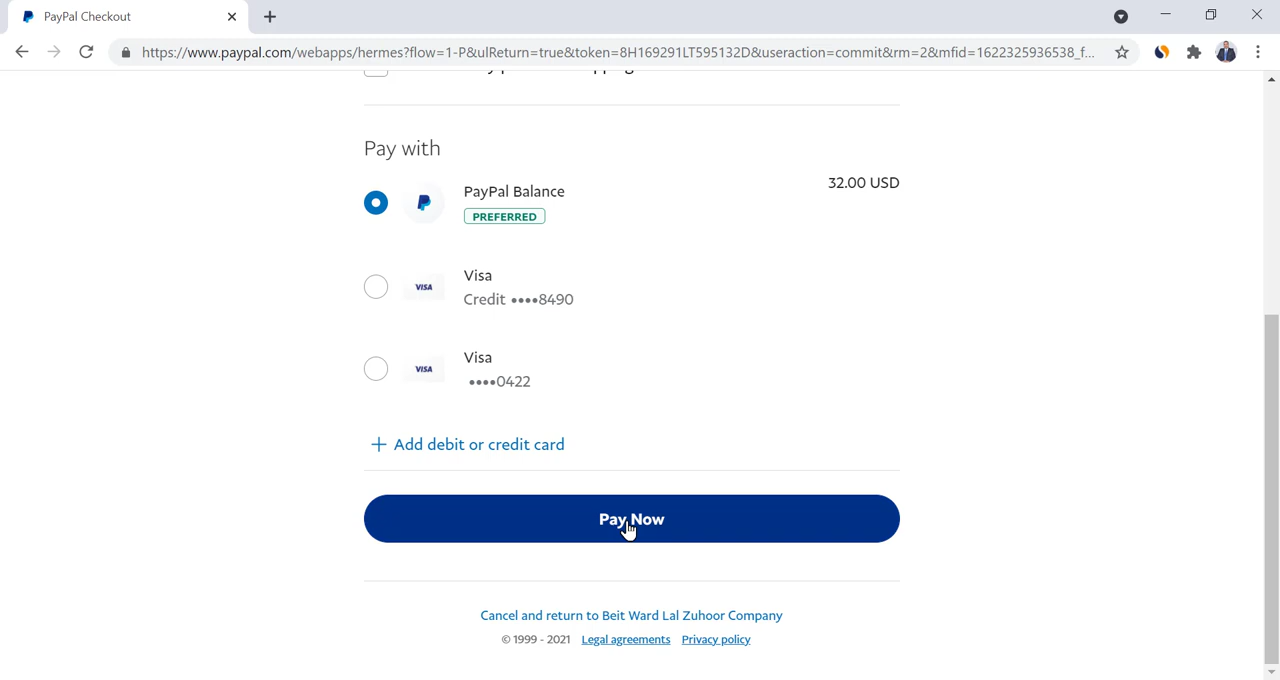 PayPal Checkout
https://www.paypal.com/webapps/hermes?flow=1-P&ulReturn=true&token=8H169291LT595132D&useraction=commit&rm=2&mfid=1622325936538_f...
Pay with
PayPal Balance
32.00 USD
PREFERRED
VISA
Visa
Credit ••••8490
VISA
Visa
••••0422
+ Add debit or credit card
Pay Now
Cancel and return to Beit Ward Lal Zuhoor Company
© 1999 - 2021 Legal agreements Privacy policy